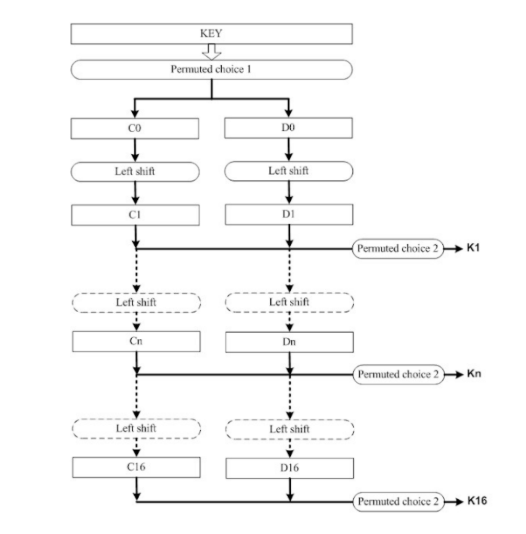 KEY
Permuted choice 1
C0 D0
Left shift Left shift
C1 D1
Permuted choice 2 K1
Left shift Left shift
Cn Dn
Permuted choice 2 Kn
Left shift Left shift
C16 D16
Permuted choice 2 K16